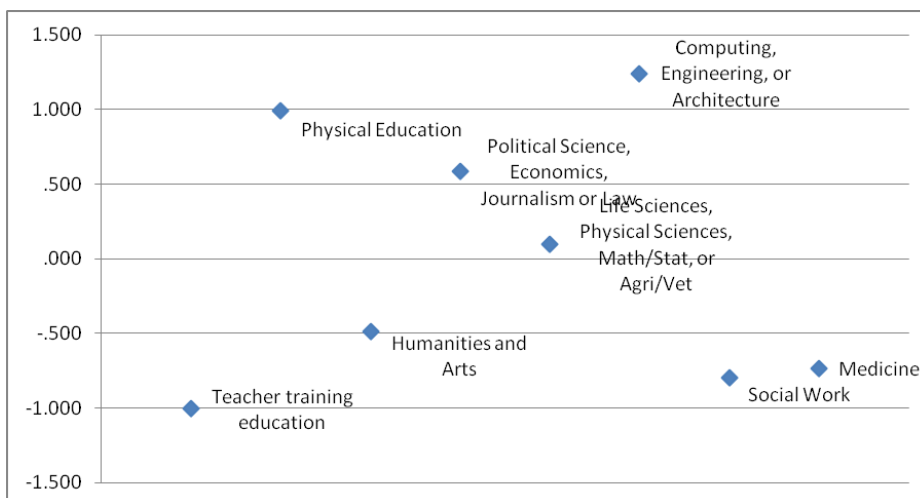 1.500
1.000
.500
.000
-.500
-1.000
-1.500
Computing,
Engineering, or
Architecture
Physical Education
Political Science,
Economics,
Journalism or Law
Life Sciences,
Physical Sciences,
Math/Stat, or
Agri/Vet
Humanities and
Arts
Medicine
Social Work
Teacher training
education